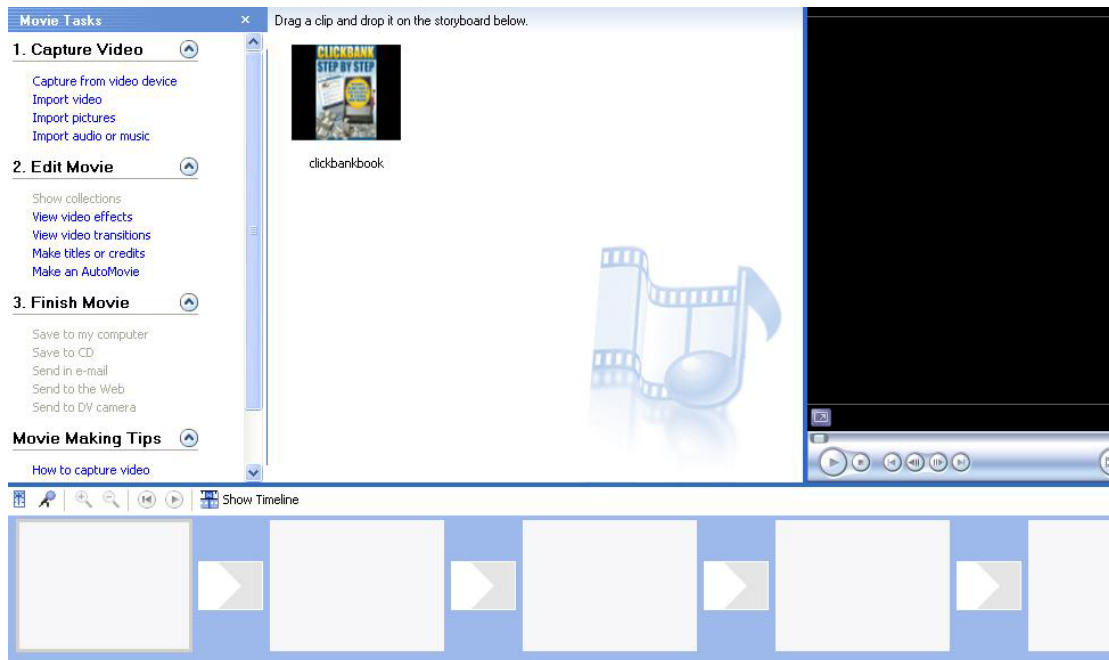 Movie Tasks
Drag a clip and drop it on the storyboard below.
1. Capture Video
Capture from video device
Import video
Import pictures
Import audio or music
2. Edit Movie
Show collections
View video effects
View video transitions
Make titles or credits
Make an AutoMovie
3. Finish Movie
Save to my computer
Save to CD
Send in e-mail
Send to the Web
Send to DV camera
Movie Making Tips
How to capture video
CLICKBANK
STEP BY STEP
clickbankbook
Show Timeline